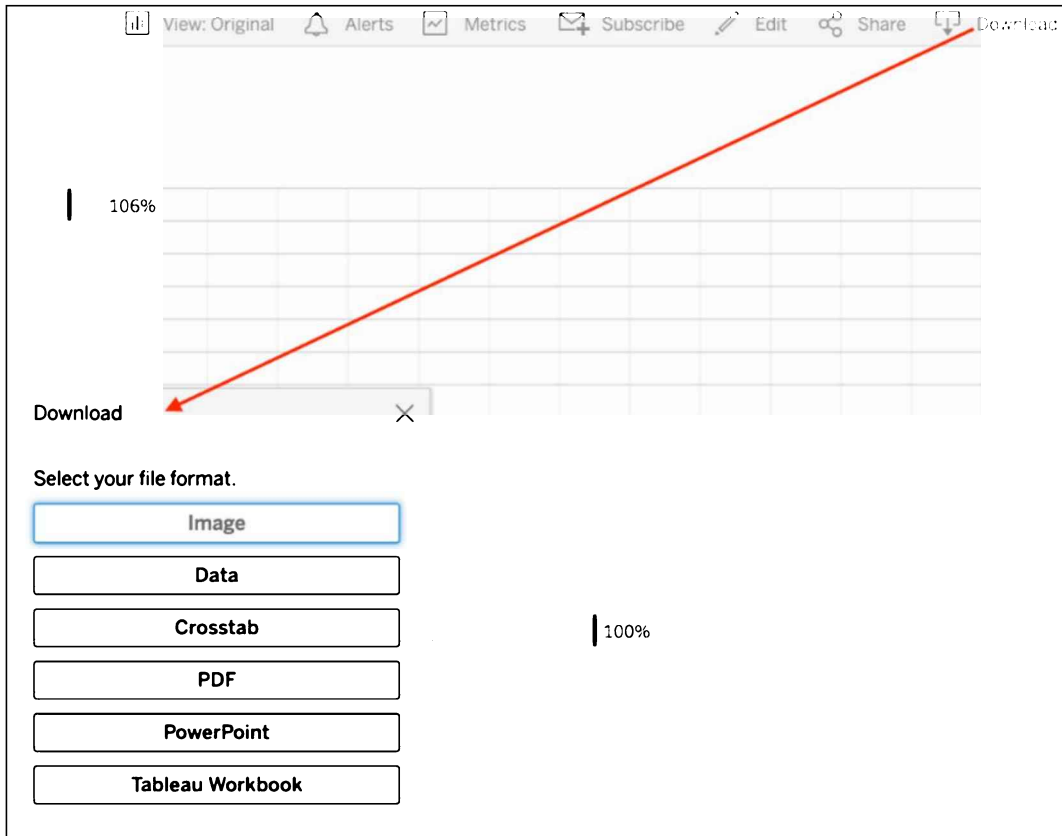 View: Original Alerts Metrics Subscribe Edit Share Download
106%
Download
Select your file format.
Image
Data
Crosstab
100%
PDF
PowerPoint
Tableau Workbook